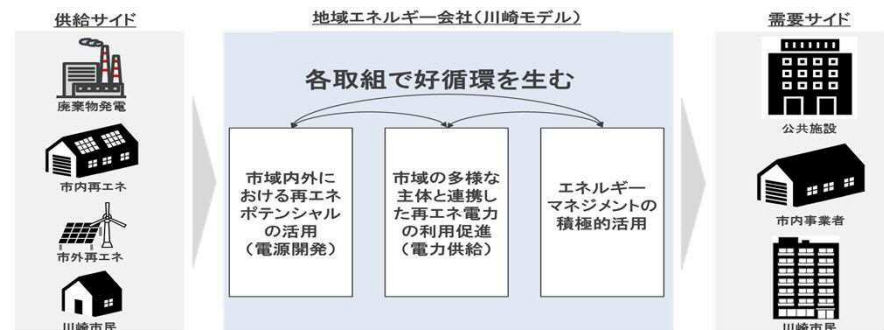 供給サイド
廃棄物発電
市内再エネ
市外再エネ
川崎市民
地域エネルギー会社(川崎モデル)
各取組で好循環を生む
市域内外に
おける再エネ
ポテンシャル
の活用
(電源開発)
市域の多様な
主体と連携し
た再エネ電力
の利用促進
(電力供給)
エネルギー
マネジメントの
積極的活用
需要サイド
公共施設
市内事業者
川崎市民